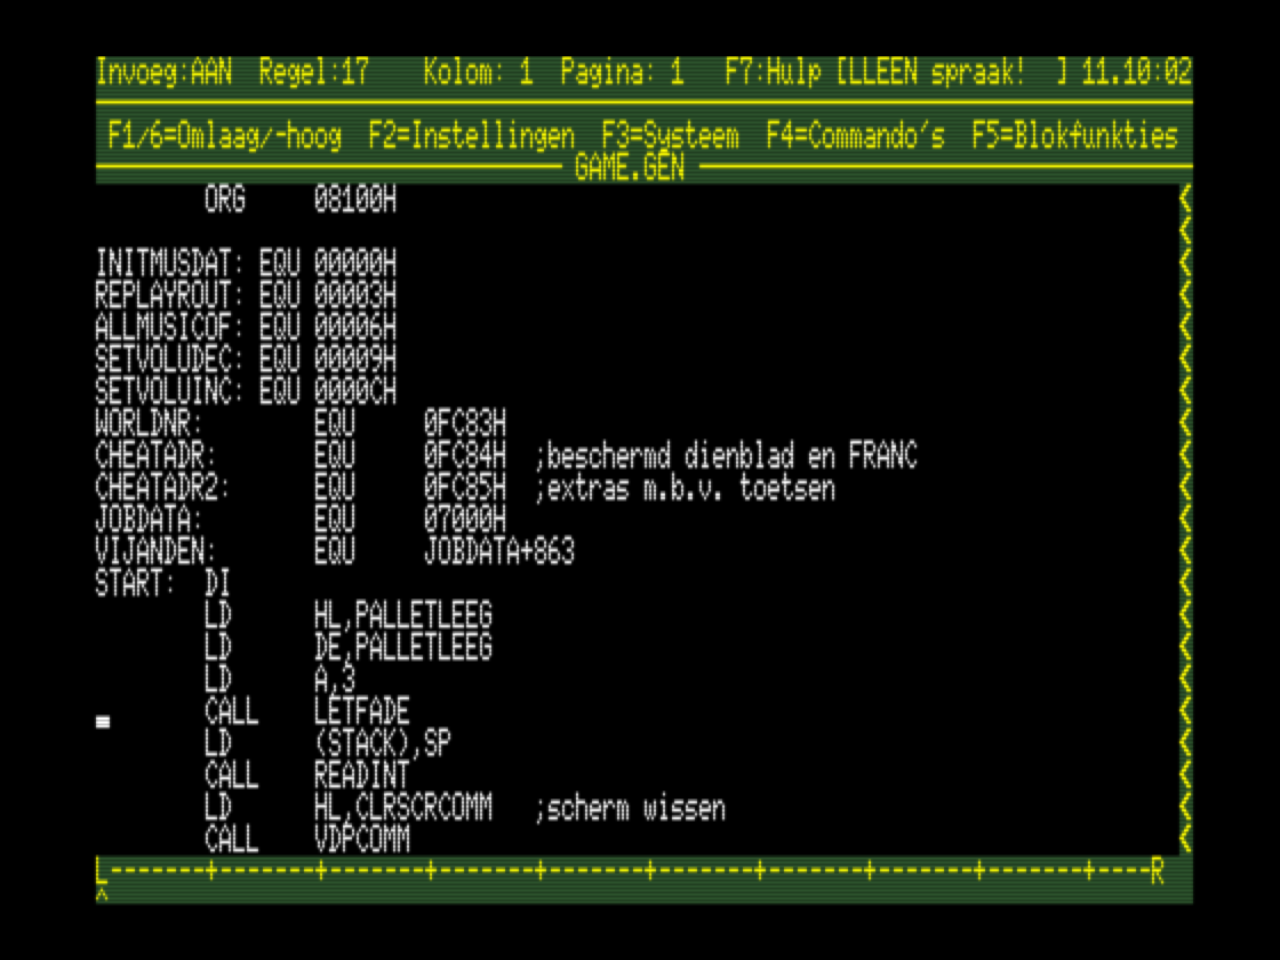 Invoeg:AAN  Regel:17    Kolom: 1  Pagina: 1   F7:Hulp [LLEEN spraak!  ] 11.10:02
F1/6=Omlaag/-hoog  F2=Instellingen  F3=Systeem  F4=Commando's  F5=Blokfunkties
GAME.GEN
        ORG     08100H                                                         <
                                                                               <
INITMUSDAT: EQU 00000H                                                         <
REPLAYROUT: EQU 00003H                                                         <
ALLMUSICOF: EQU 00006H                                                         <
SETVOLUDEC: EQU 00009H                                                         <
SETVOLUINC: EQU 0000CH                                                         <
WORLDNR:        EQU     0FC83H                                                 <
CHEATADR:       EQU     0FC84H  ;beschermd dienblad en FRANC                   <
CHEATADR2:      EQU     0FC85H  ;extras m.b.v. toetsen                         <
JOBDATA:        EQU     07000H                                                 <
VIJANDEN:       EQU     JOBDATA+863                                            <
START:  DI                                                                     <
        LD      HL,PALLETLEEG                                                  <
        LD      DE,PALLETLEEG                                                  <
        LD      A,3                                                            <
        CALL    LETFADE                                                        <
        LD      (STACK),SP                                                     <
        CALL    READINT                                                        <
        LD      HL,CLRSCRCOMM   ;scherm wissen                                 <
        CALL    VDPCOMM                                                        <
L-------+-------+-------+-------+-------+-------+-------+-------+-------+----R
^